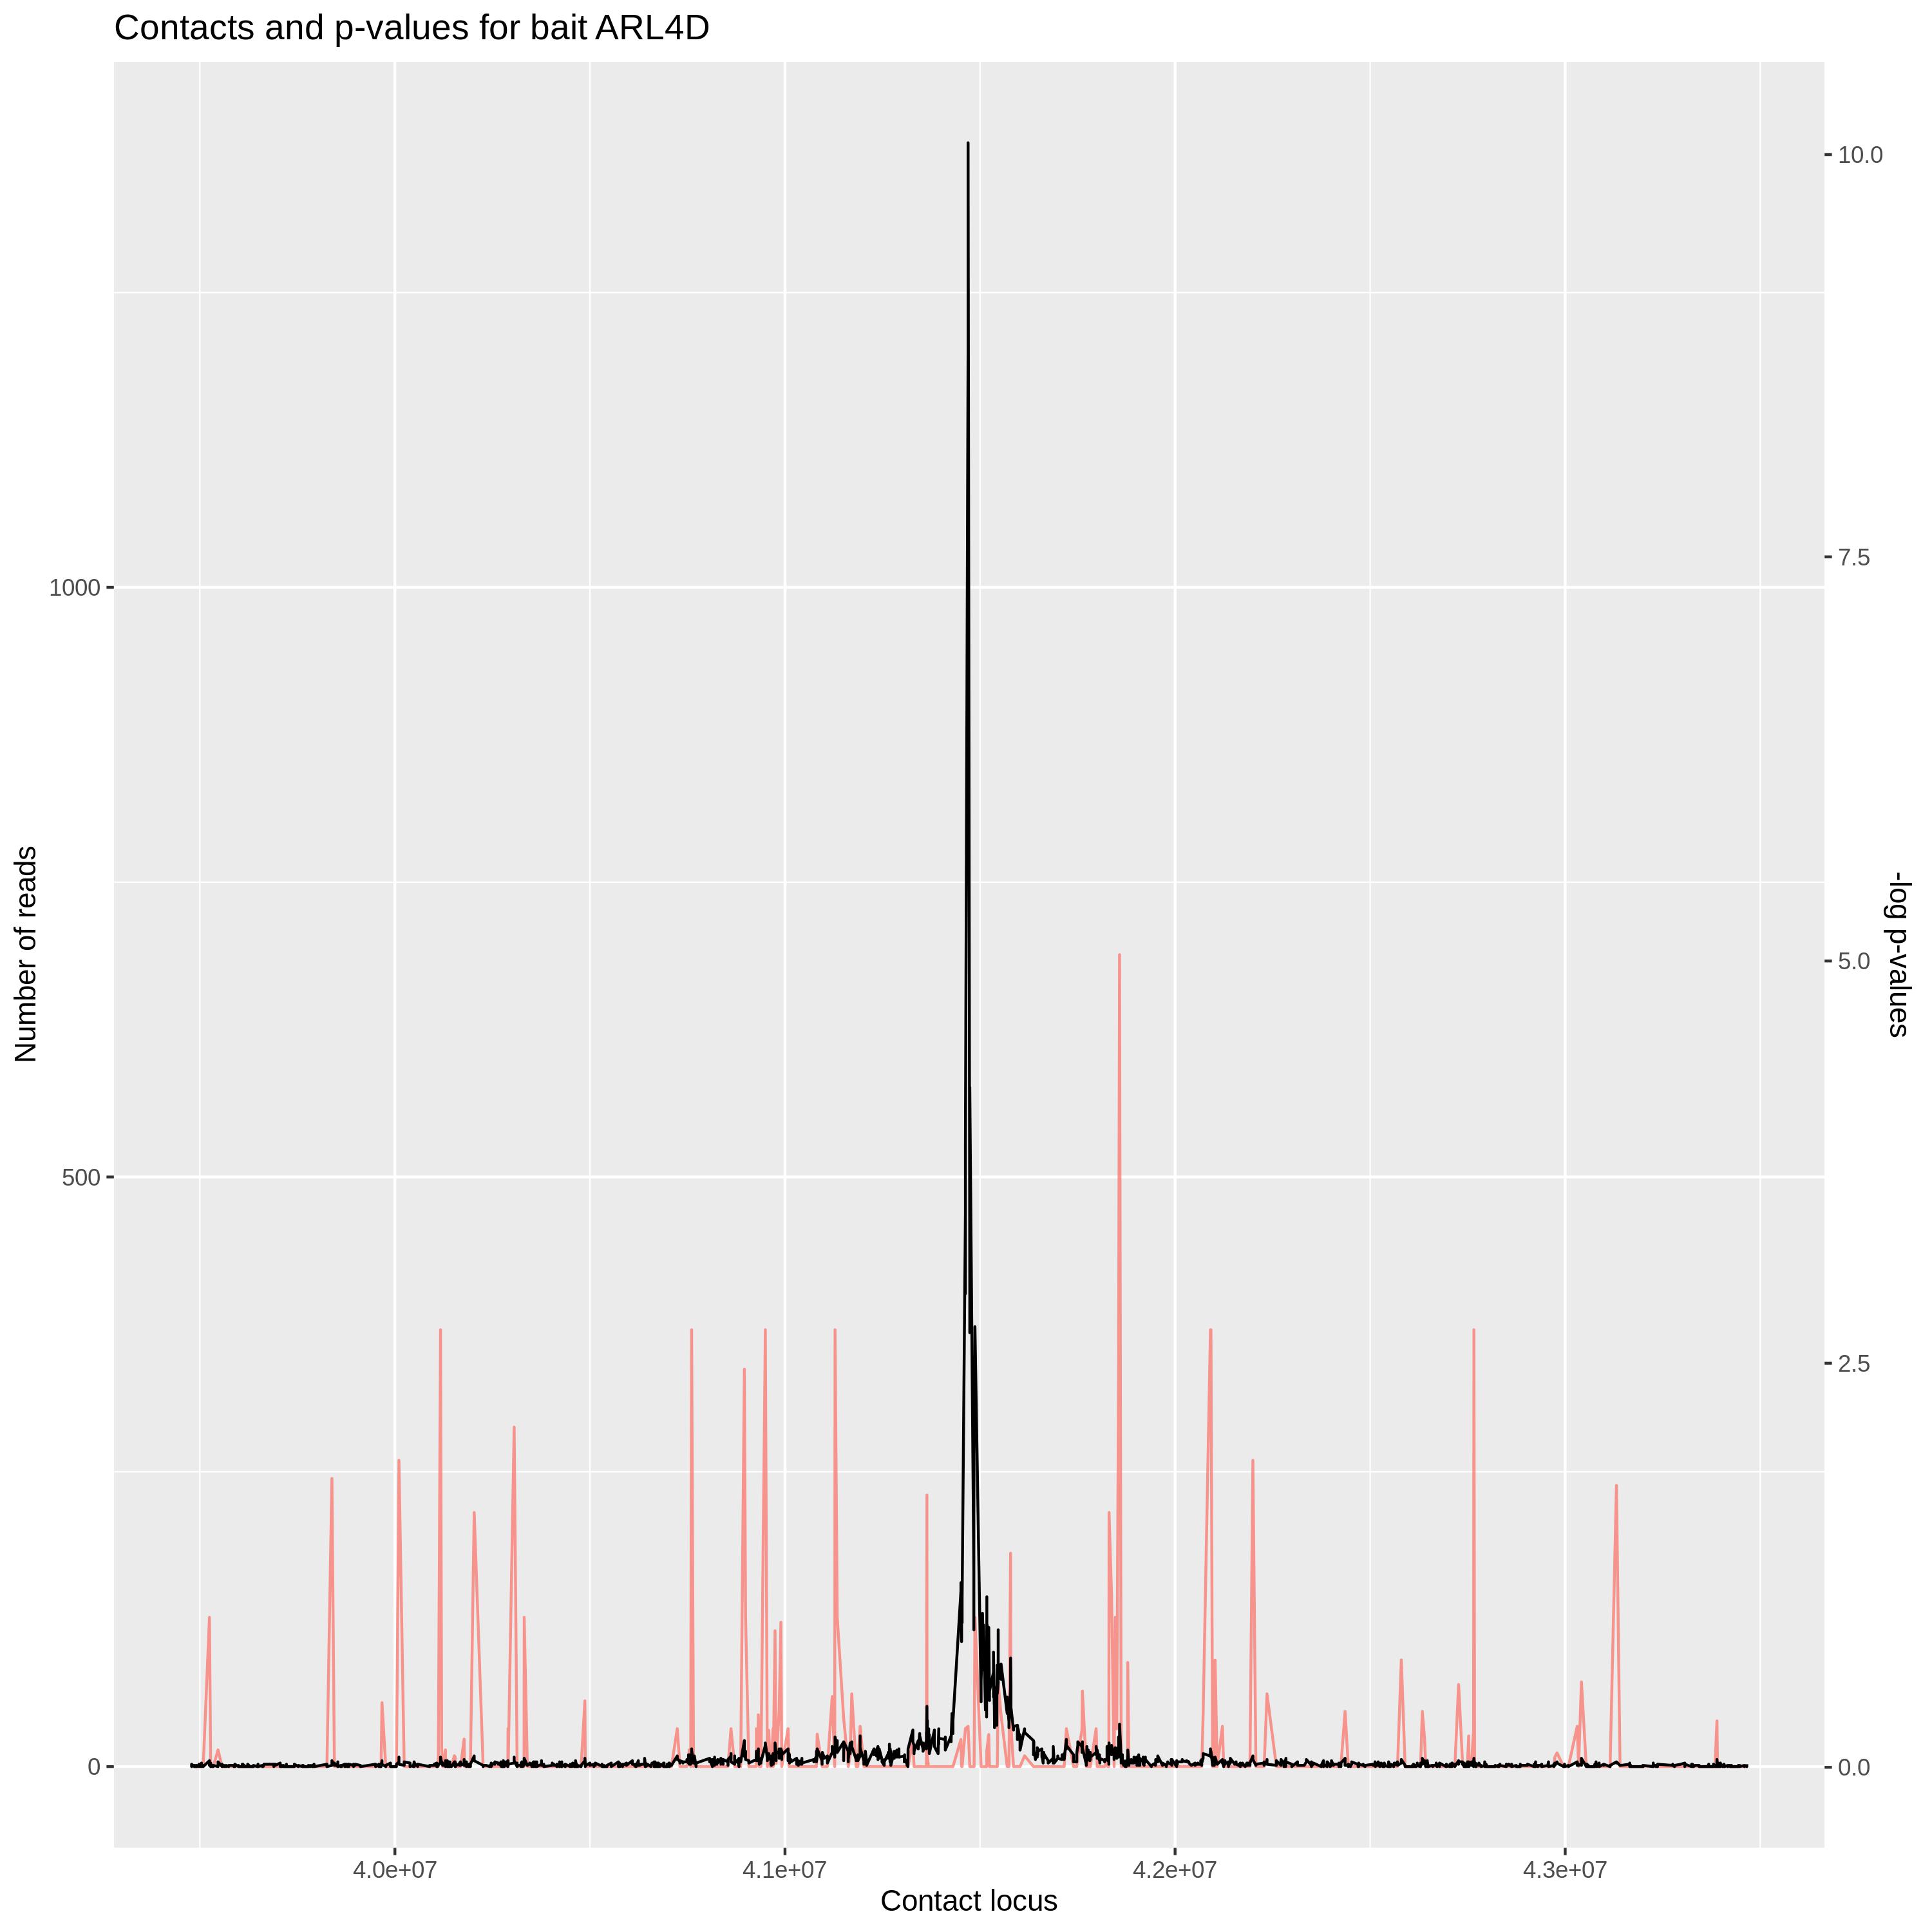 Contacts and p-values for bait ARL4D
10.0
7.5
5.0
2.5
0.0
1000
500
0
Number of reads
-log p-values
4.0e+07
4.1e+07
4.2e+07
4.3e+07
Contact locus